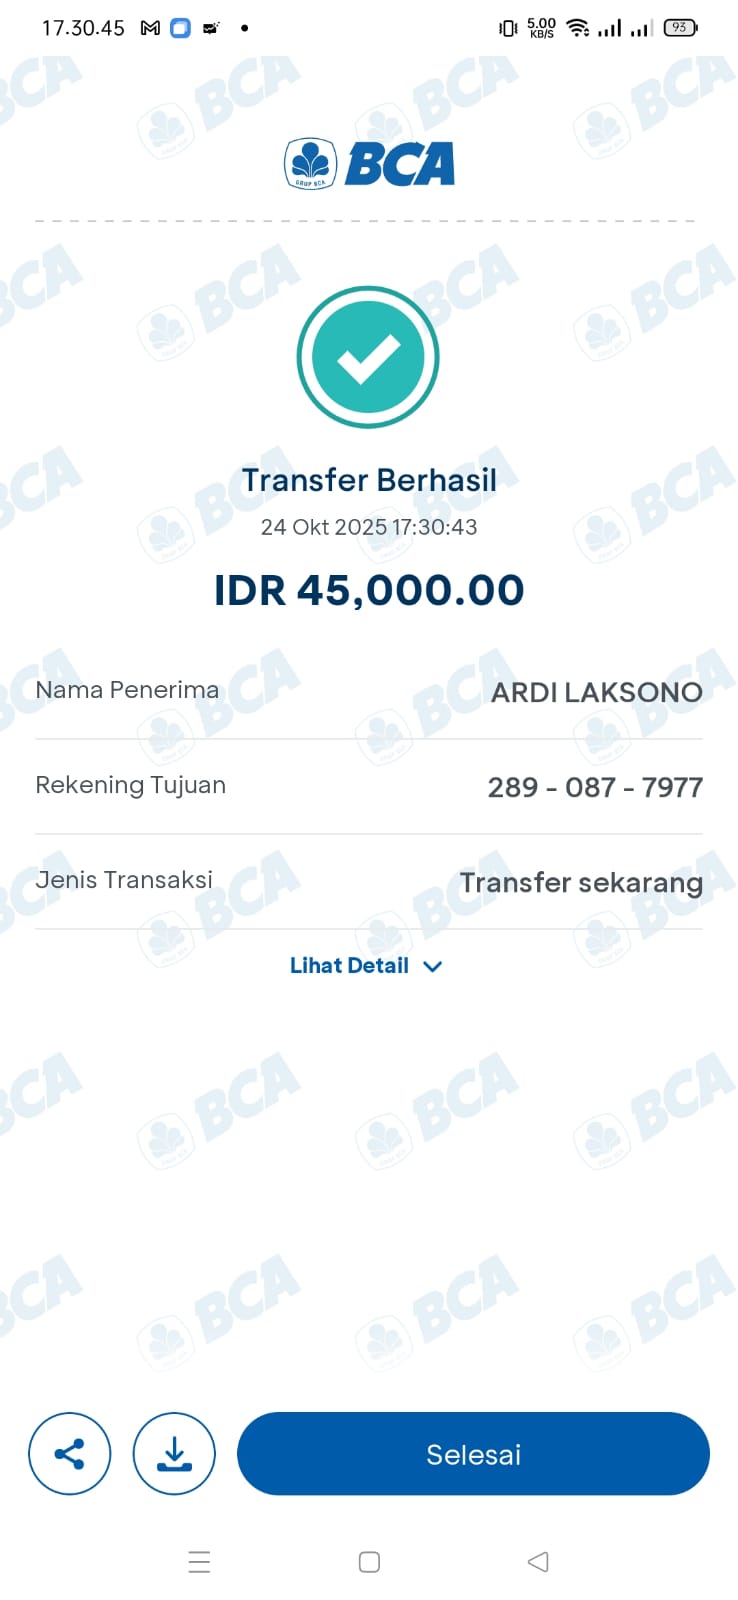 17.30.45
5.00
KB/S
93
GRUP BCA
BCA
Transfer Berhasil
24 Okt 2025 17:30:43
IDR 45,000.00
Nama Penerima
ARDI LAKSONO
Rekening Tujuan
289 - 087 - 7977
Jenis Transaksi
Transfer sekarang
Lihat Detail
Selesai